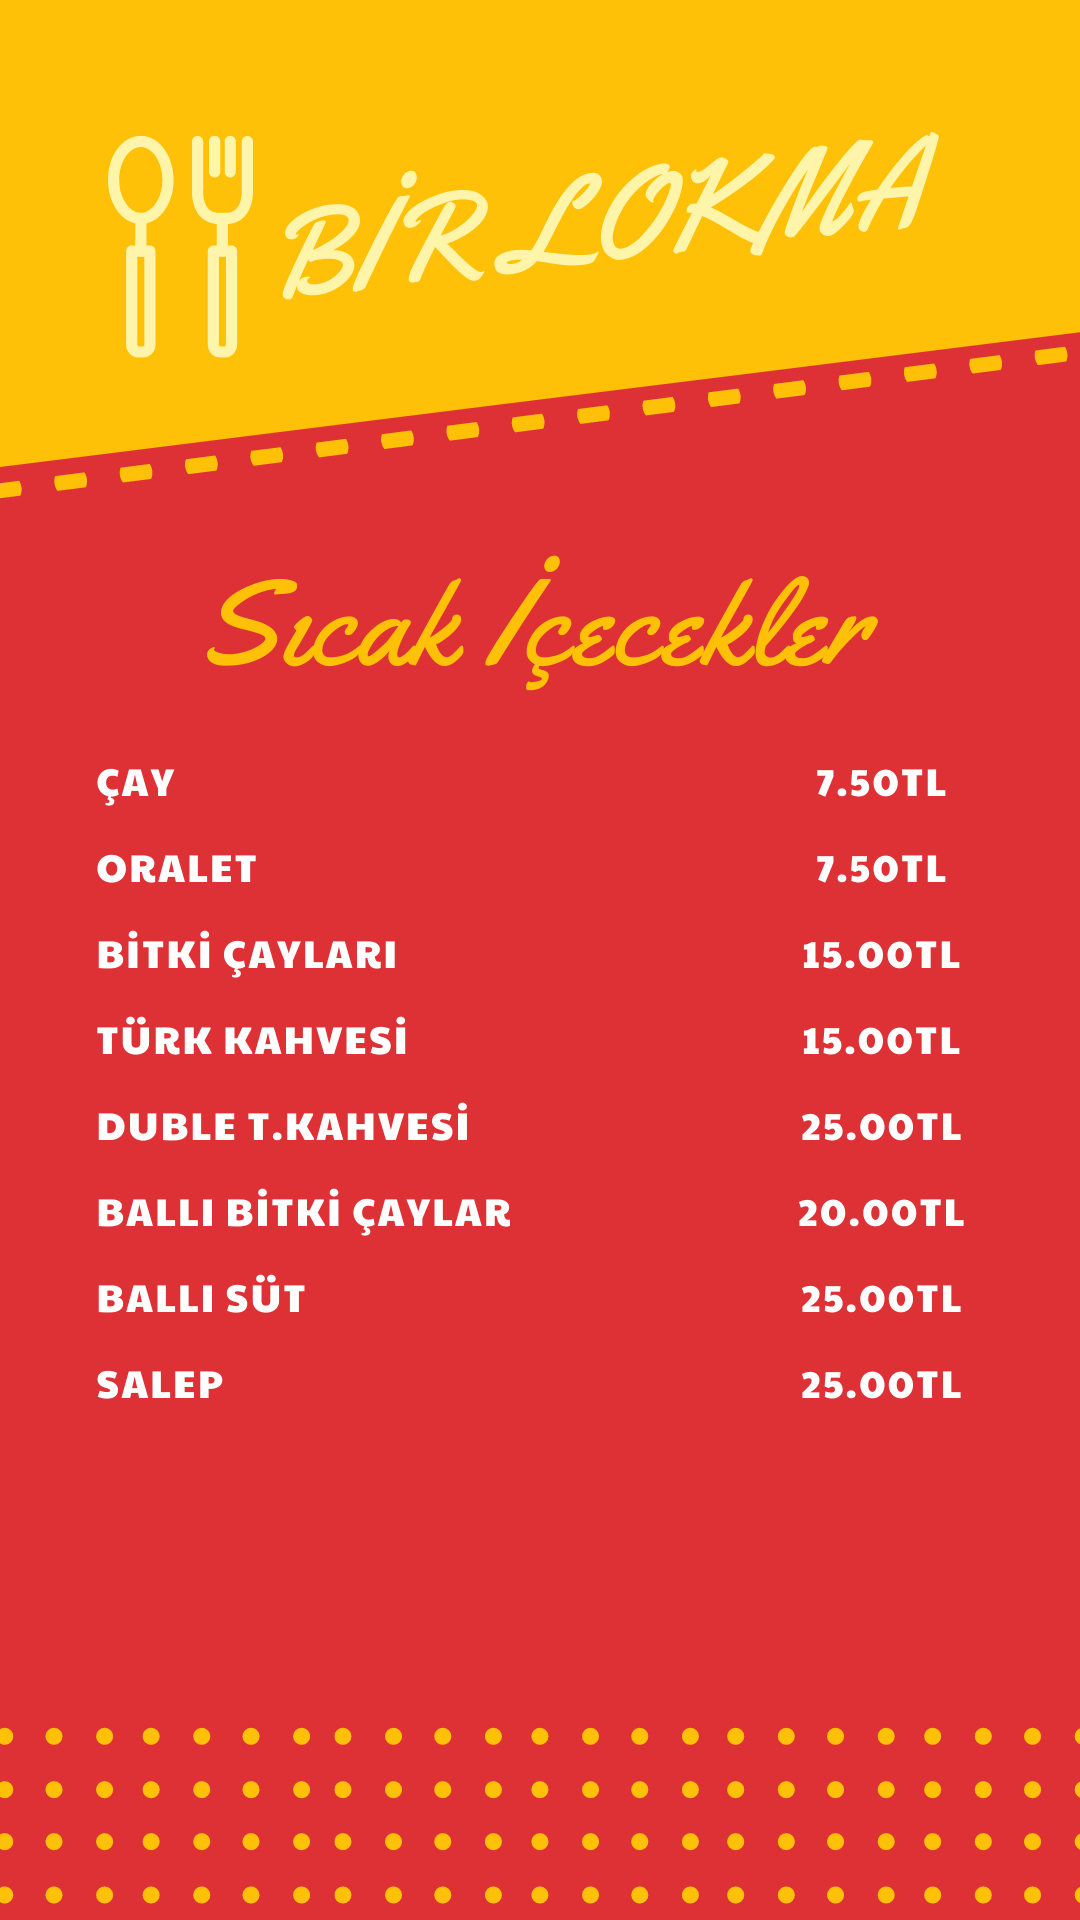 BİR LOKMA
Sıcak İçecekler
ÇAY 7.50TL
ORALET 7.50TL
BİTKİ ÇAYLARI 15.00TL
TÜRK KAHVESİ 15.00TL
DUBLE T.KAHVESİ 25.00TL
BALLI BİTKİ ÇAYLAR 20.00TL
BALLI SÜT 25.00TL
SALEP 25.00TL